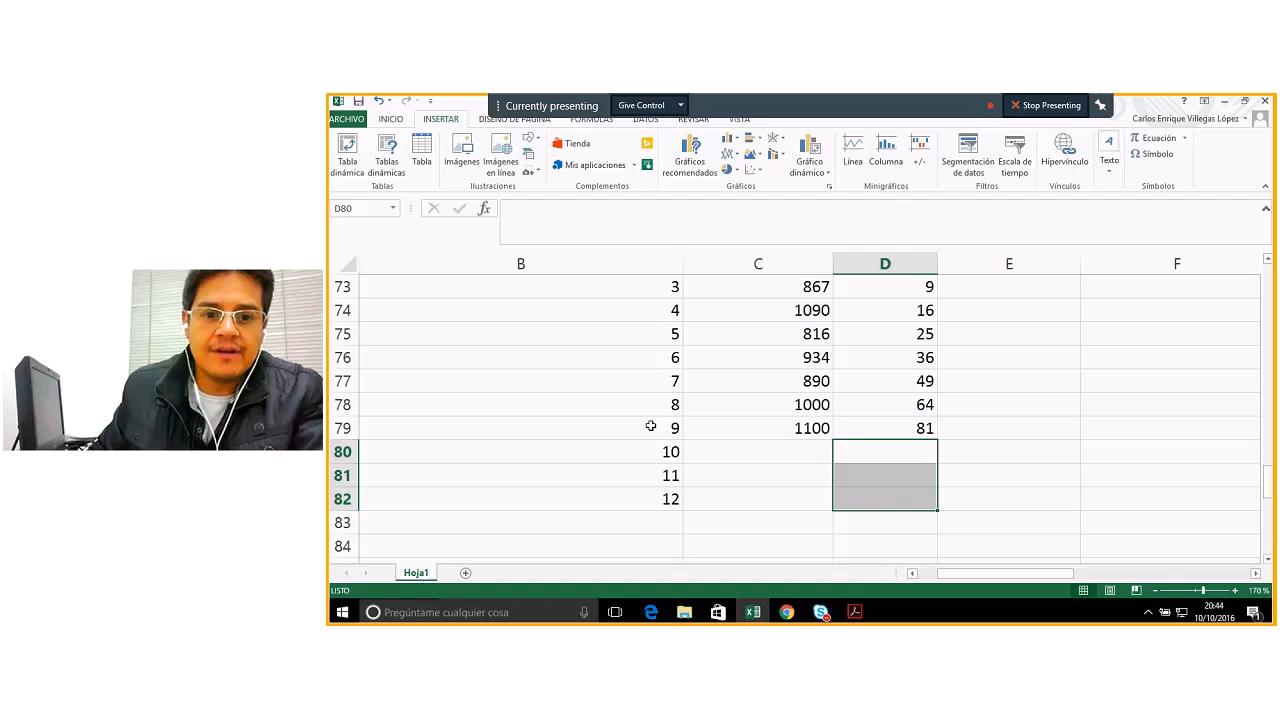 Currently presenting Give Control Stop Presenting
ARCHIVO INICIO INSERTAR DISEÑO DE PÁGINA FÓRMULAS DATOS REVISAR VISTA Carlos Enrique Villegas López
Tabla dinámica
Tablas dinámicas
Tabla
Imágenes
Imágenes en línea
Tienda
Mis aplicaciones
Gráficos recomendados
Gráfico dinámico
Línea
Columna
+/-
Segmentación de datos
Escala de tiempo
Hipervínculo
Texto
Ecuación
Símbolo
Tablas Ilustraciones Complementos Gráficos Minigráficos Filtros Vínculos Símbolos
D80 fx
B C D E F
73 3 867 9
74 4 1090 16
75 5 816 25
76 6 934 36
77 7 890 49
78 8 1000 64
79 9 1100 81
80 10
81 11
82 12
83
84
Hoja1
LISTO 170 %
Pregúntame cualquier cosa 20:44
10/10/2016